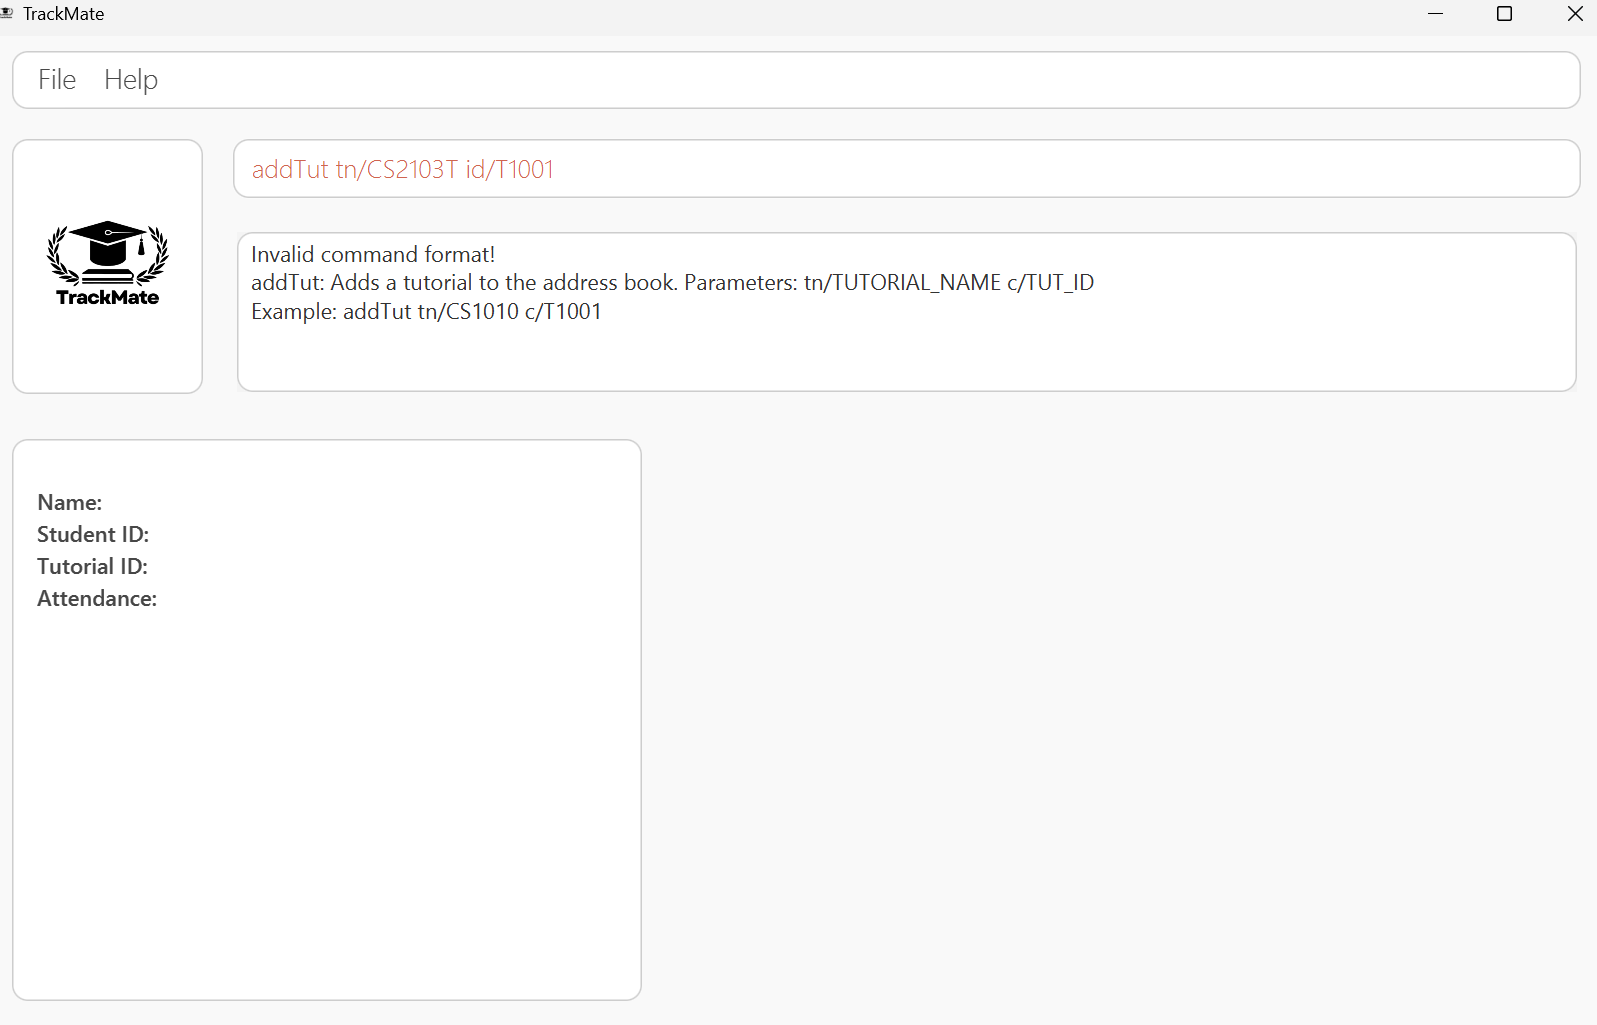 TrackMate
File Help
addTut tn/CS2103T id/T1001
TrackMate
Invalid command format!
addTut: Adds a tutorial to the address book. Parameters: tn/TUTORIAL_NAME c/TUT_ID
Example: addTut tn/CS1010 c/T1001
Name:
Student ID:
Tutorial ID:
Attendance: